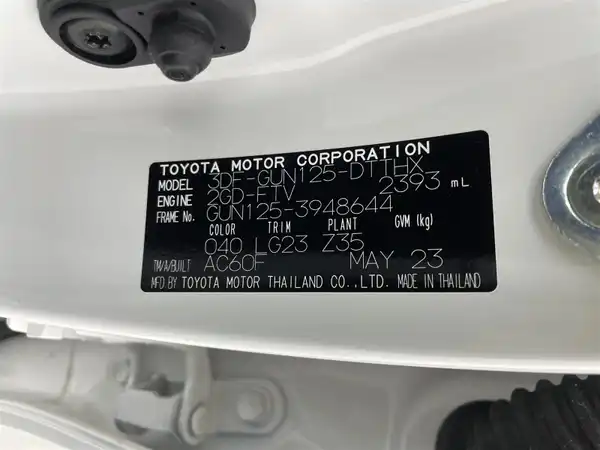 TOYOTA MOTOR CORPORATION
MODEL 3DF-GUN125-DTTHX
ENGINE 2GD-FTV 2393 mL
FRAME No. GUN125-3948644
COLOR TRIM PLANT GVM (kg)
040 LG23 Z35
TM/A/BUILT AC60F MAY 23
MFD BY TOYOTA MOTOR THAILAND CO.,LTD. MADE IN THAILAND